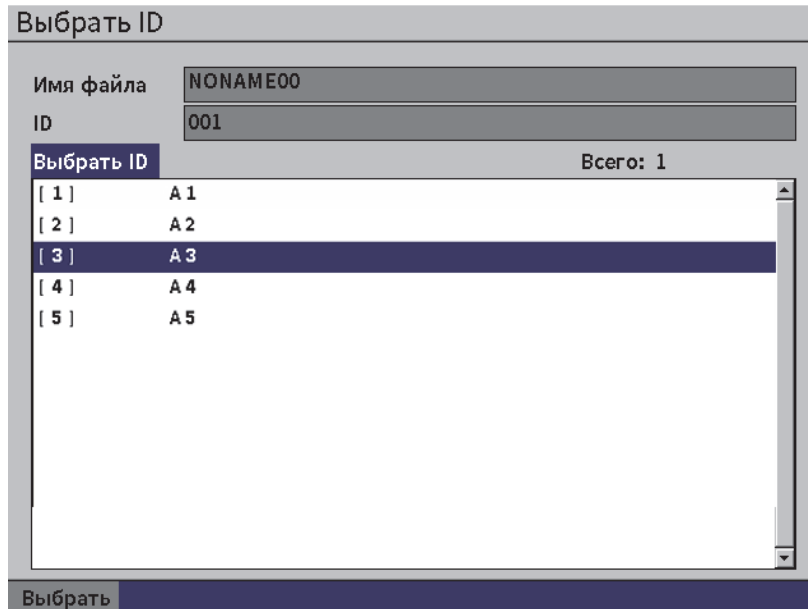 Выбрать ID
Имя файла NONAME00
ID 001
Выбрать ID Всего: 1
[ 1 ] A 1
[ 2 ] A 2
[ 3 ] A 3
[ 4 ] A 4
[ 5 ] A 5
Выбрать